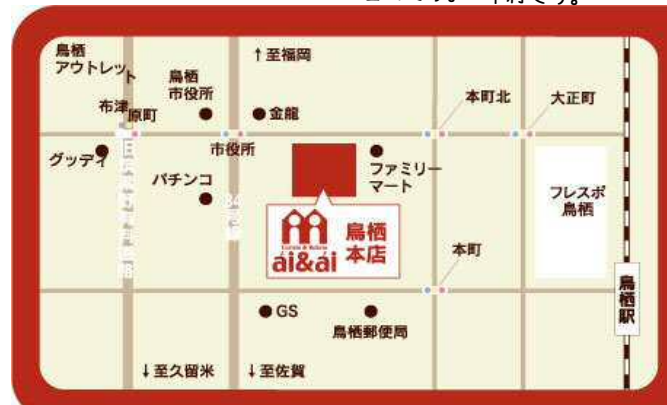 鳥栖
アウトレット
鳥栖
市役所
↑至福岡
金龍
本町北
大正町
布津
原町
市役所
グッディ
パチンコ
ファミリー
マート
フレスポ
鳥栖
ái&ái
鳥栖
本店
本町
GS
鳥栖郵便局
鳥栖駅
↓至久留米
↓至佐賀